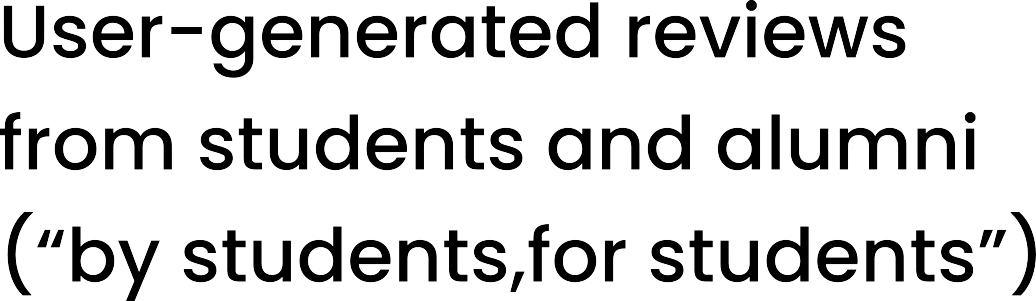 User-generated reviews
from students and alumni
(“by students,for students”)